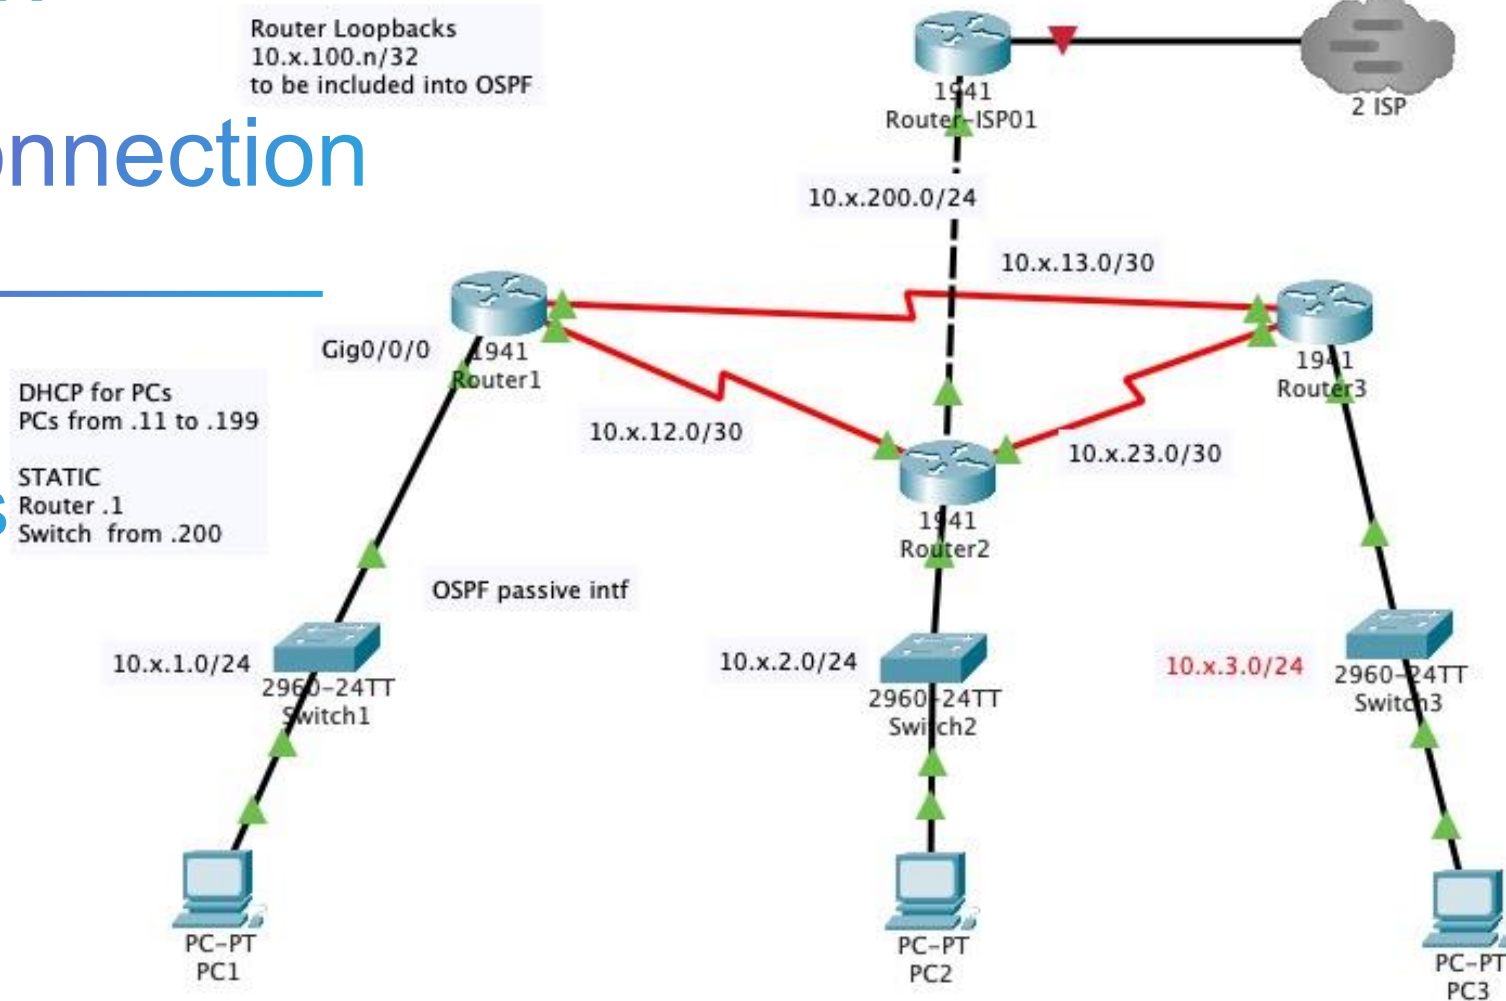 Router Loopbacks
10.x.100.n/32
to be included into OSPF
1941
Router-ISP01
2 ISP
onnection
10.x.200.0/24
10.x.13.0/30
Gig0/0/0
1941
Router1
1941
Router3
DHCP for PCs
PCs from .11 to .199
STATIC
Router .1
Switch from .200
s
10.x.12.0/30
10.x.23.0/30
1941
Router2
OSPF passive intf
10.x.1.0/24
2960-24TT
Switch1
10.x.2.0/24
2960-24TT
Switch2
10.x.3.0/24
2960-24TT
Switch3
PC-PT
PC1
PC-PT
PC2
PC-PT
PC3